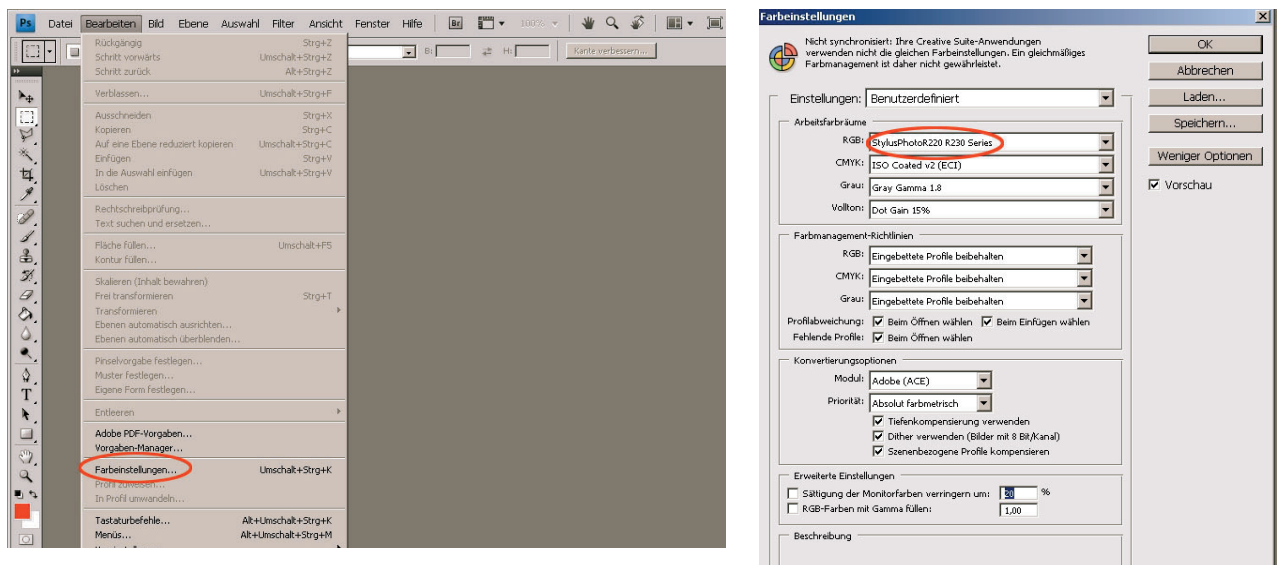 Ps Datei Bearbeiten Bild Ebene Auswahl Filter Ansicht Fenster Hilfe Br 100%
B: H: Kante verbessern...
Rückgängig Strg+Z
Schritt vorwärts Umschalt+Strg+Z
Schritt zurück Alt+Strg+Z
Verblassen... Umschalt+Strg+F
Ausschneiden Strg+X
Kopieren Strg+C
Auf eine Ebene reduziert kopieren Umschalt+Strg+C
Einfügen Strg+V
In die Auswahl einfügen Umschalt+Strg+V
Löschen
Rechtschreibprüfung...
Text suchen und ersetzen...
Fläche füllen... Umschalt+F5
Kontur füllen...
Skalieren (Inhalt bewahren)
Frei transformieren Strg+T
Transformieren
Ebenen automatisch ausrichten...
Ebenen automatisch überblenden...
Pinselvorgabe festlegen...
Muster festlegen...
Eigene Form festlegen...
Entleeren
Adobe PDF-Vorgaben...
Vorgaben-Manager...
Farbeinstellungen... Umschalt+Strg+K
Profil zuweisen...
In Profil umwandeln...
Tastaturbefehle... Alt+Umschalt+Strg+K
Menüs... Alt+Umschalt+Strg+M
Farbeinstellungen
Nicht synchronisiert: Ihre Creative Suite-Anwendungen
verwenden nicht die gleichen Farbeinstellungen. Ein gleichmäßiges
Farbmanagement ist daher nicht gewährleistet.
OK
Abbrechen
Laden...
Speichern...
Weniger Optionen
Vorschau
Einstellungen: Benutzerdefiniert
Arbeitsfarbräume
RGB: StylusPhotoR220 R230 Series
CMYK: ISO Coated v2 (ECI)
Grau: Gray Gamma 1.8
Vollton: Dot Gain 15%
Farbmanagement-Richtlinien
RGB: Eingebettete Profile beibehalten
CMYK: Eingebettete Profile beibehalten
Grau: Eingebettete Profile beibehalten
Profilabweichung: Beim Öffnen wählen Beim Einfügen wählen
Fehlende Profile: Beim Öffnen wählen
Konvertierungsoptionen
Modul: Adobe (ACE)
Priorität: Absolut farbmetrisch
Tiefenkompensierung verwenden
Dither verwenden (Bilder mit 8 Bit/Kanal)
Szenenbezogene Profile kompensieren
Erweiterte Einstellungen
Sättigung der Monitorfarben verringern um: 20 %
RGB-Farben mit Gamma füllen: 1,00
Beschreibung